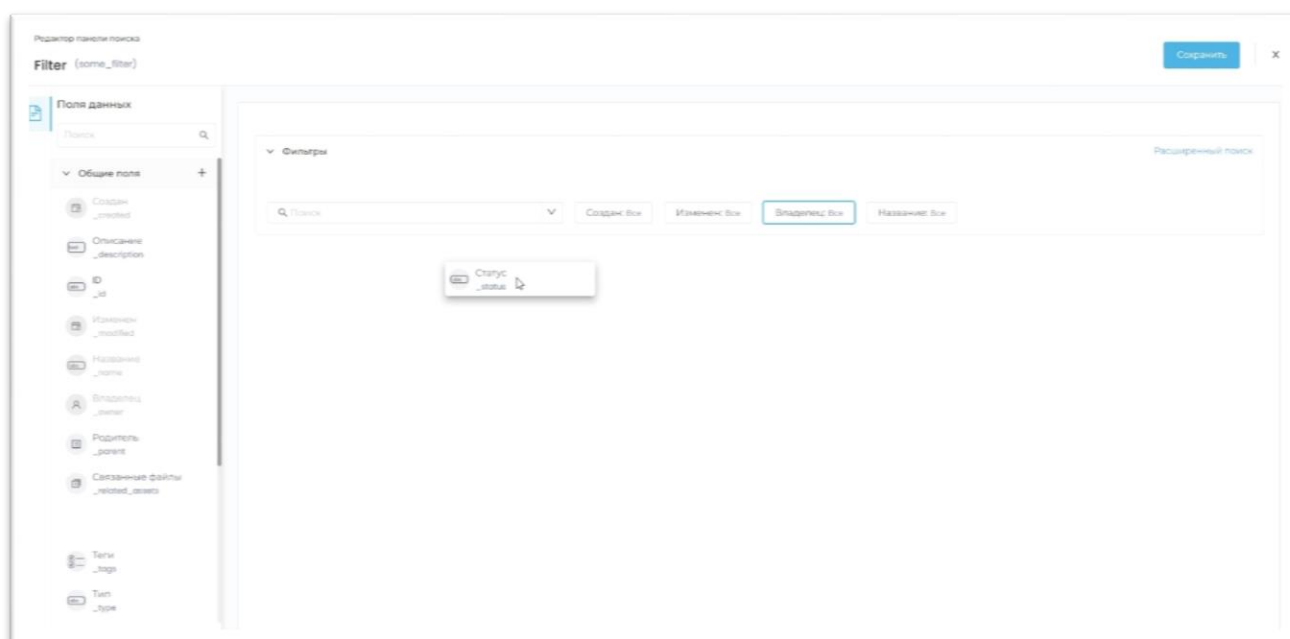 Редактор панели поиска
Filter (some_filter)
Сохранить
X
Поля данных
Поиск
Общие поля +
Создан
_created
Описание
_description
ID
_id
Изменен
_modified
Название
_name
Владелец
_owner
Родитель
_parent
Связанные файлы
_related_assets
Теги
_tags
Тип
_type
Фильтры
Расширенный поиск
Поиск
Создан: Все
Изменен: Все
Владелец: Все
Название: Все
Статус
_status